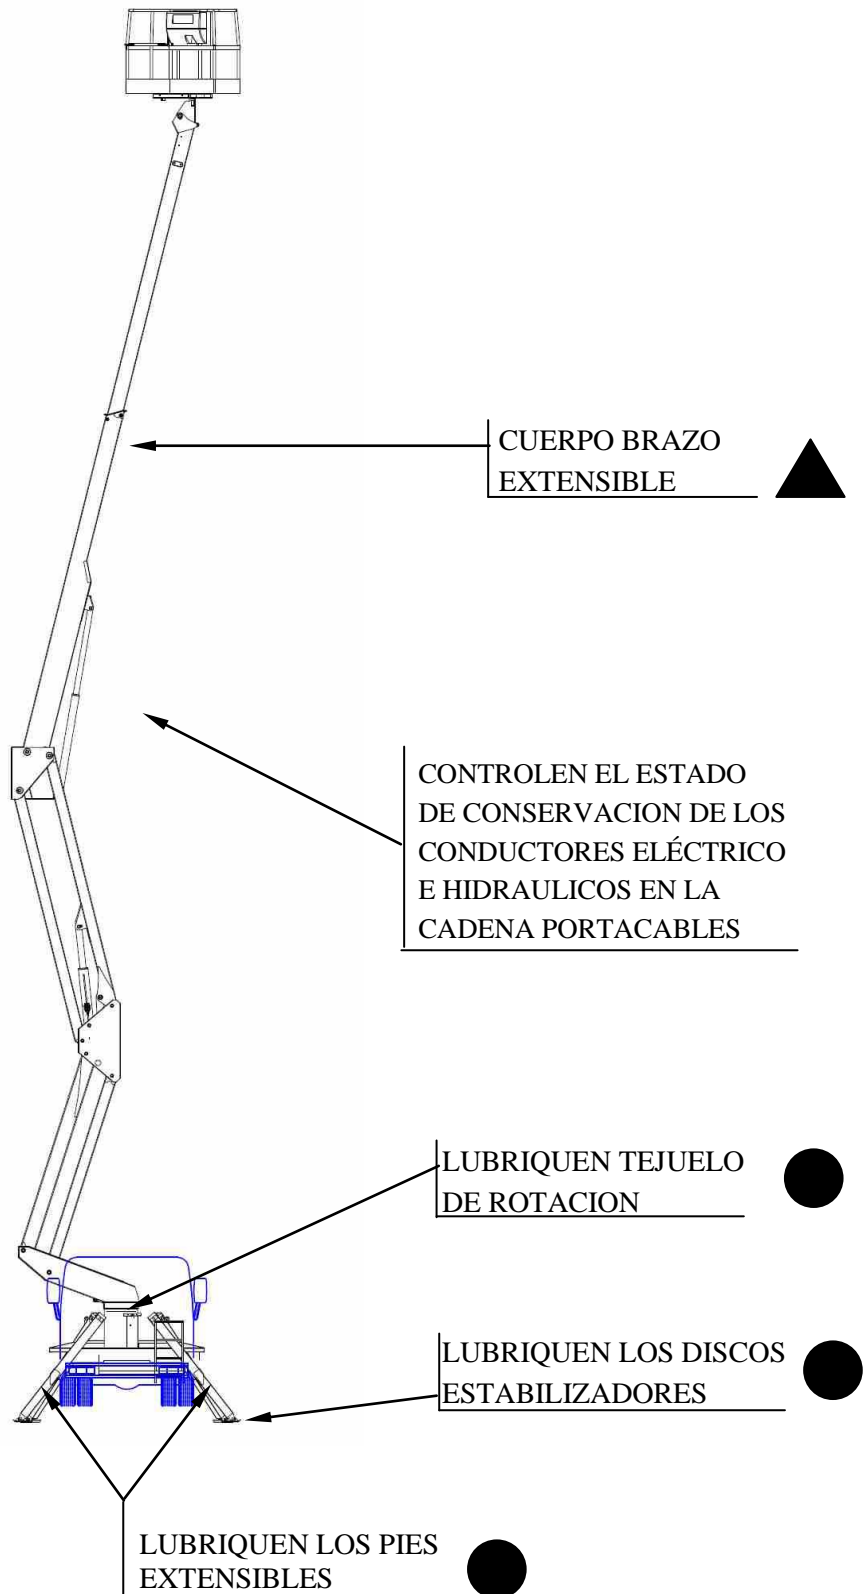 CUERPO BRAZO
EXTENSIBLE
CONTROLEN EL ESTADO
DE CONSERVACION DE LOS
CONDUCTORES ELÉCTRICO
E HIDRAULICOS EN LA
CADENA PORTACABLES
LUBRIQUEN TEJUELO
DE ROTACION
LUBRIQUEN LOS DISCOS
ESTABILIZADORES
LUBRIQUEN LOS PIES
EXTENSIBLES